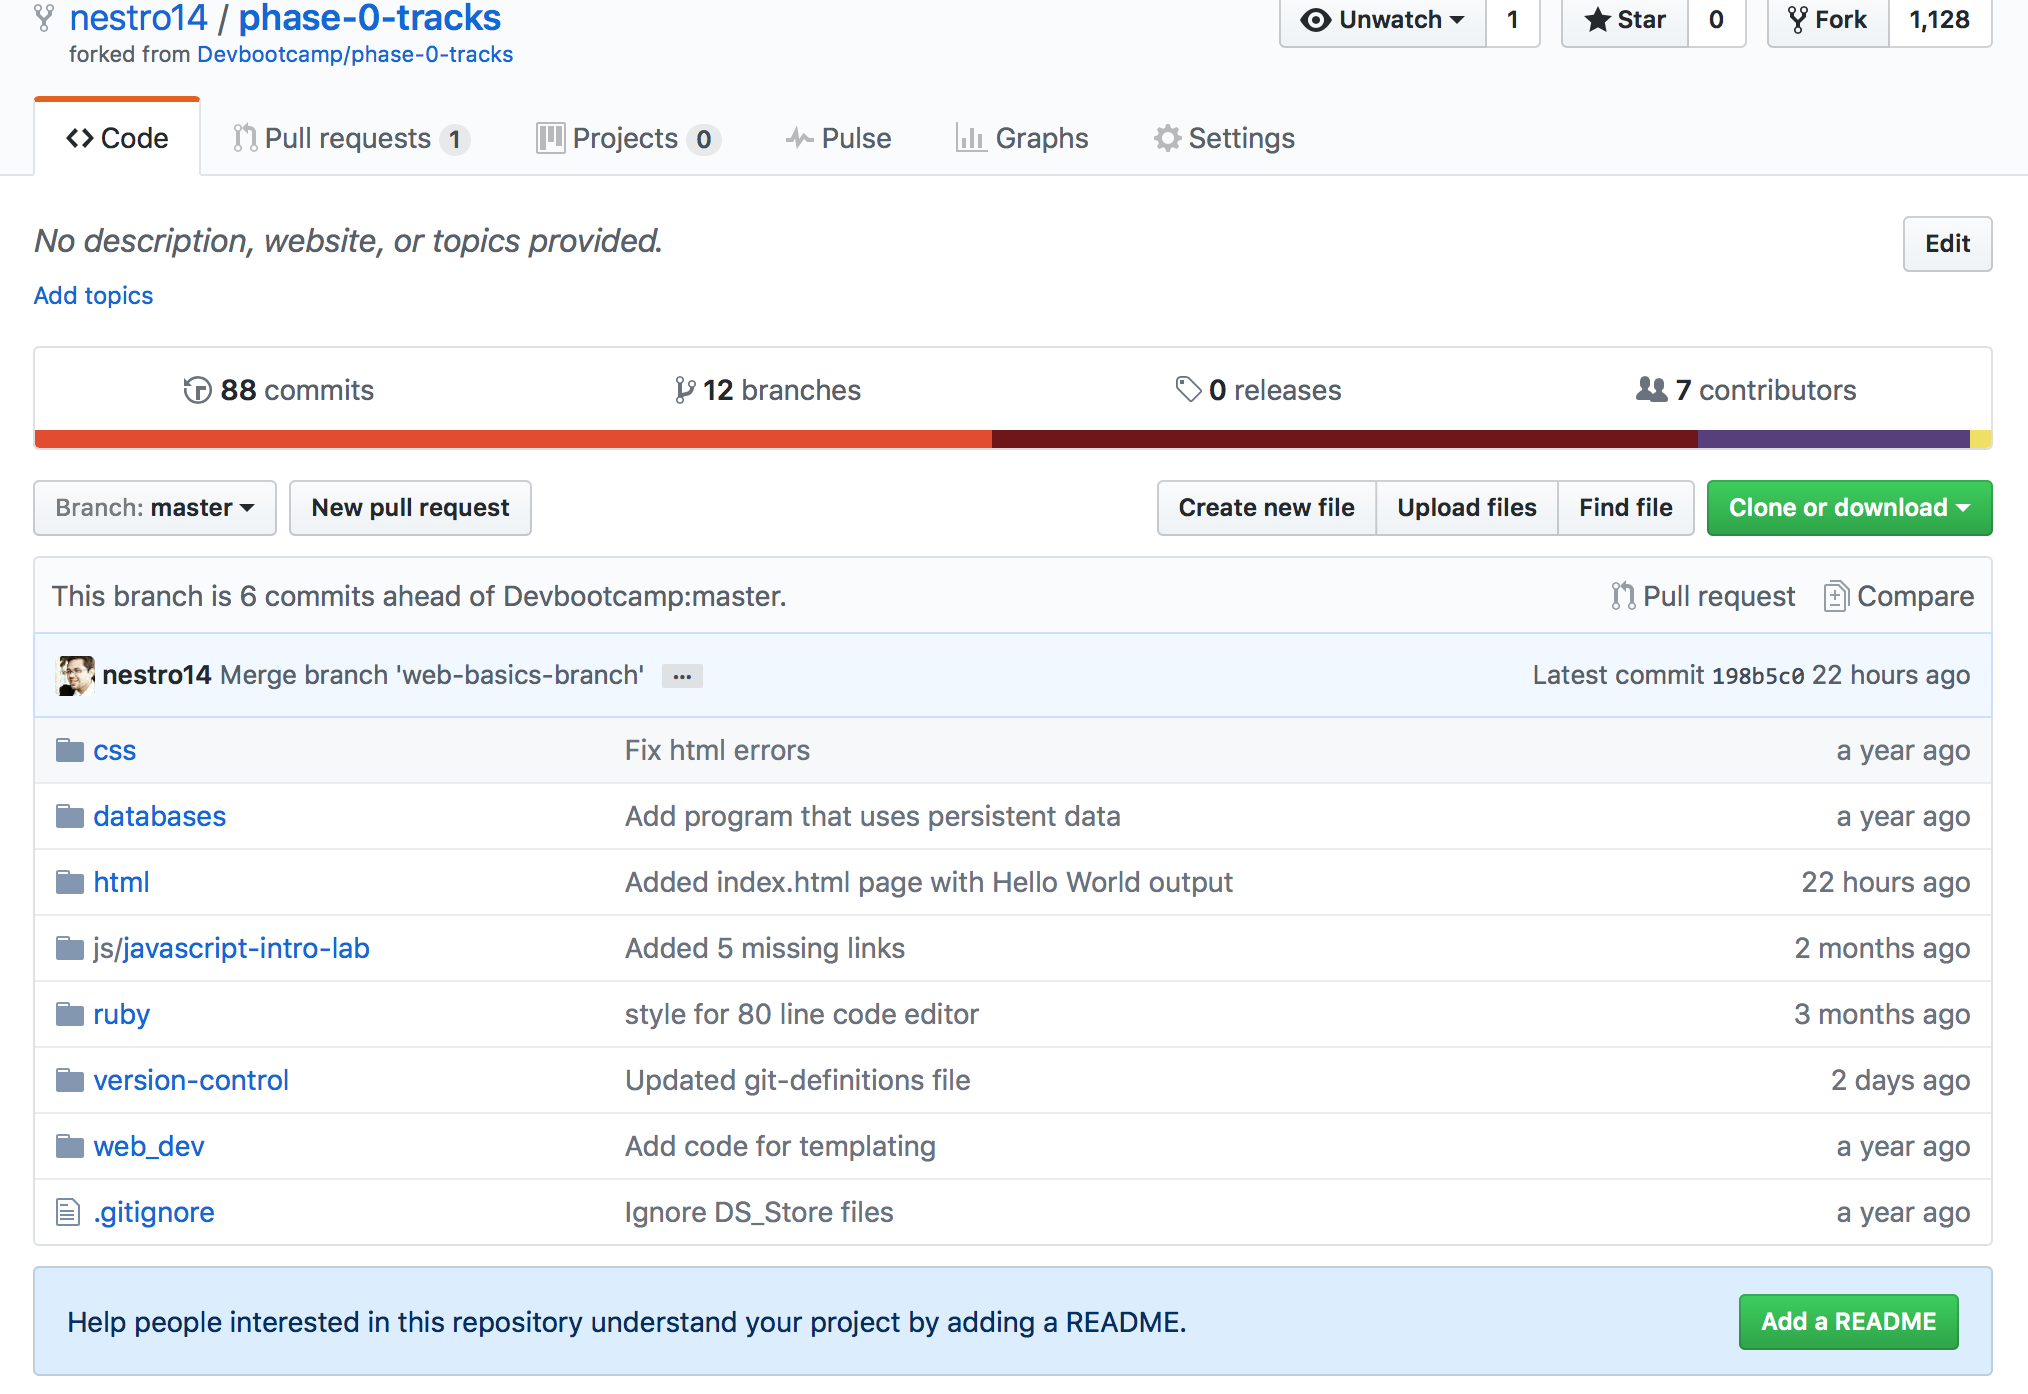 nestro14 / phase-0-tracks Unwatch 1 Star 0 Fork 1,128
forked from Devbootcamp/phase-0-tracks
Code Pull requests 1 Projects 0 Pulse Graphs Settings
No description, website, or topics provided. Edit
Add topics
88 commits 12 branches 0 releases 7 contributors
Branch: master New pull request Create new file Upload files Find file Clone or download
This branch is 6 commits ahead of Devbootcamp:master. Pull request Compare
nestro14 Merge branch 'web-basics-branch' ... Latest commit 198b5c0 22 hours ago
css Fix html errors a year ago
databases Add program that uses persistent data a year ago
html Added index.html page with Hello World output 22 hours ago
js/javascript-intro-lab Added 5 missing links 2 months ago
ruby style for 80 line code editor 3 months ago
version-control Updated git-definitions file 2 days ago
web_dev Add code for templating a year ago
.gitignore Ignore DS_Store files a year ago
Help people interested in this repository understand your project by adding a README. Add a README